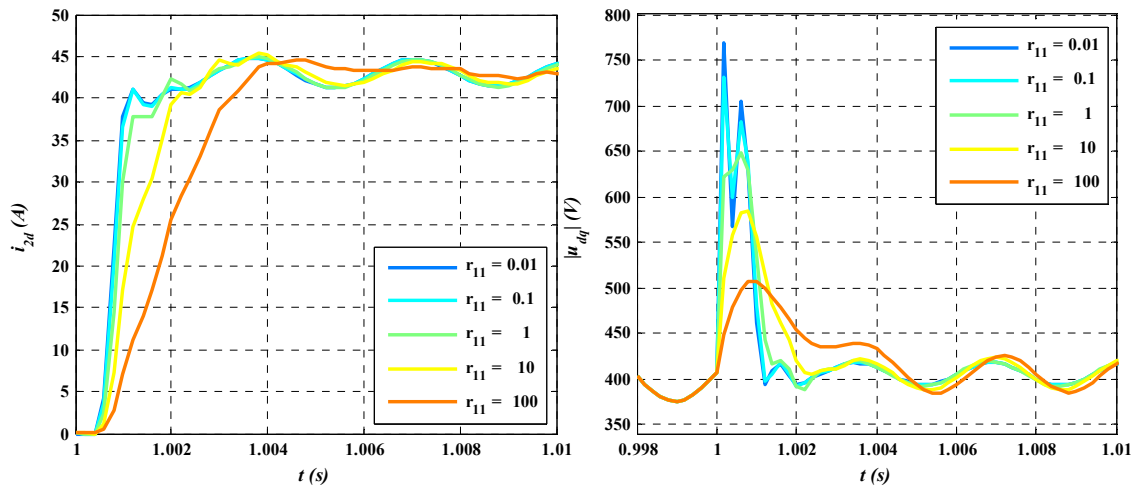 50
45
40
35
30
25
20
15
10
5
0
i2d (A)
1
1.002
1.004
1.006
1.008
1.01
t (s)
r11 = 0.01
r11 = 0.1
r11 = 1
r11 = 10
r11 = 100
800
750
700
650
600
550
500
450
400
350
|u dq| (V)
0.998
1
1.002
1.004
1.006
1.008
1.01
t (s)
r11 = 0.01
r11 = 0.1
r11 = 1
r11 = 10
r11 = 100